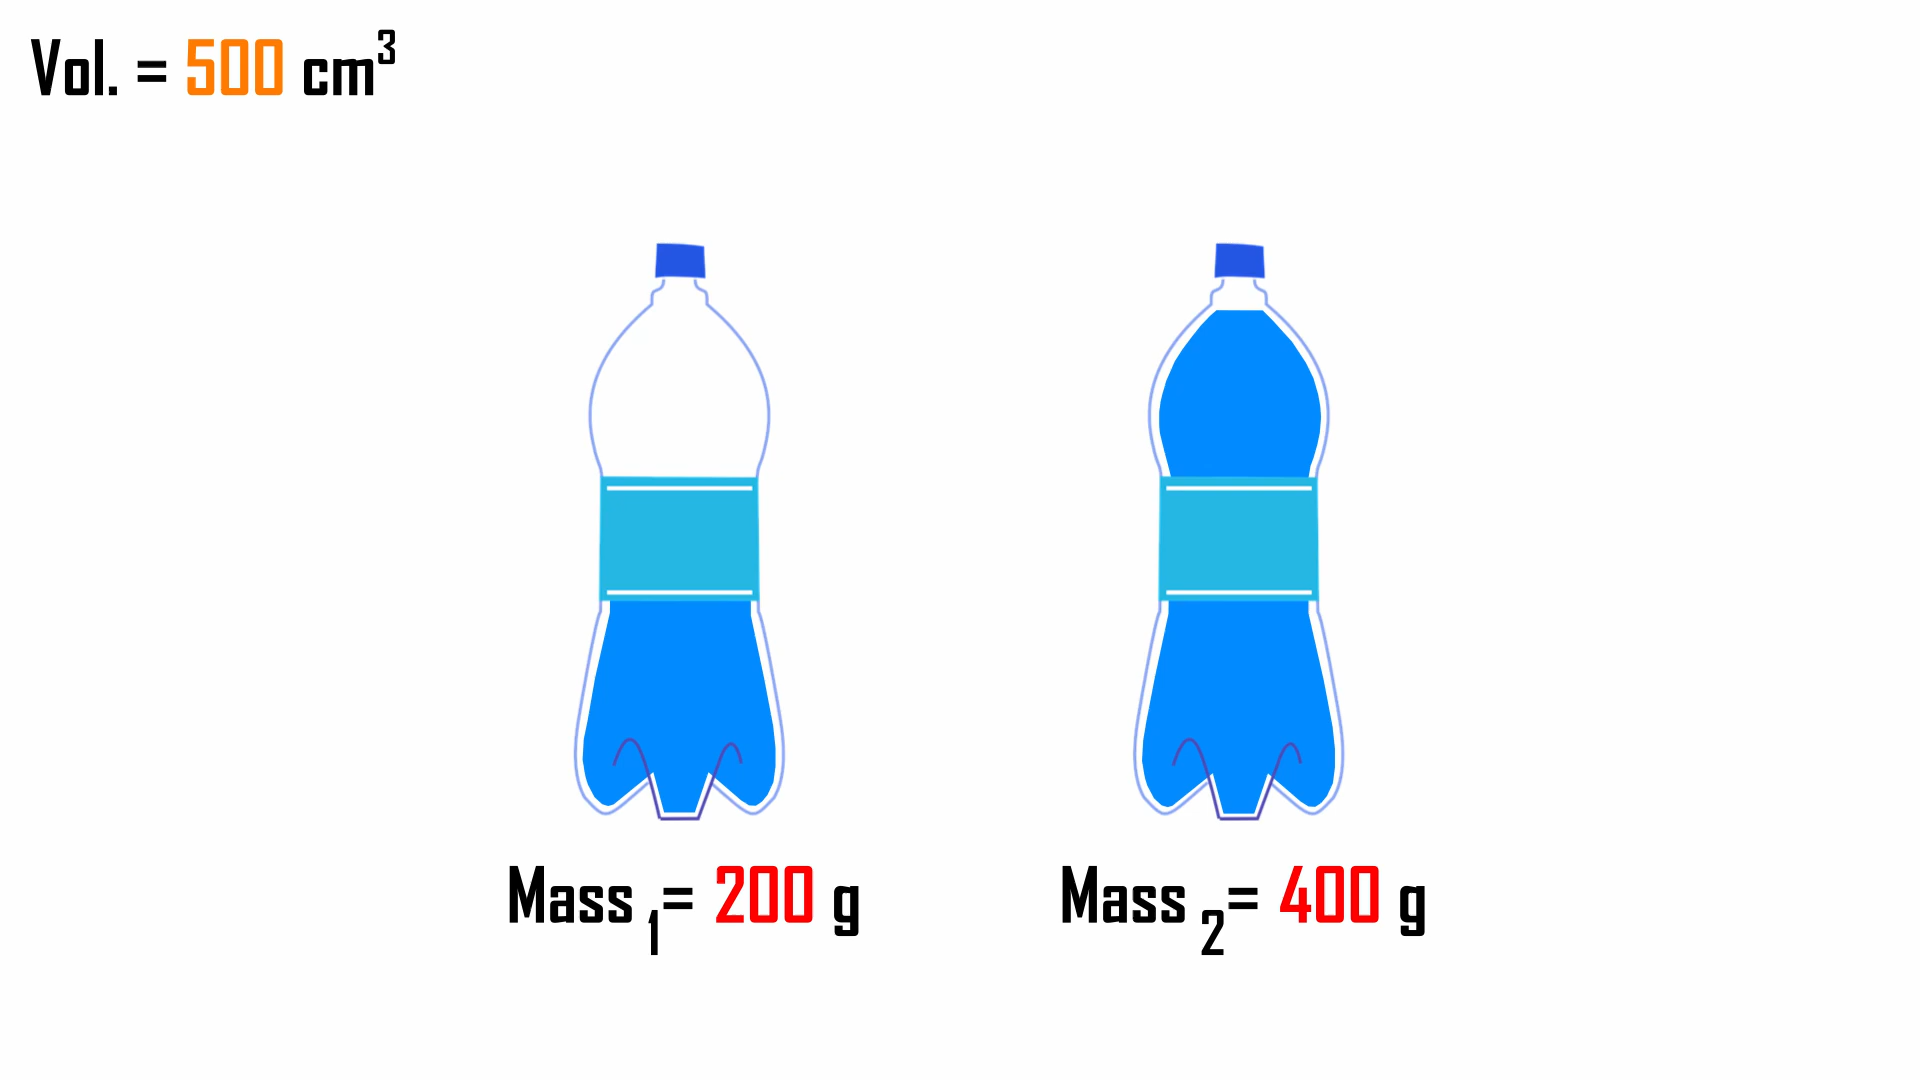 Vol. = 500 cm³
Mass ₁= 200 g
Mass ₂= 400 g